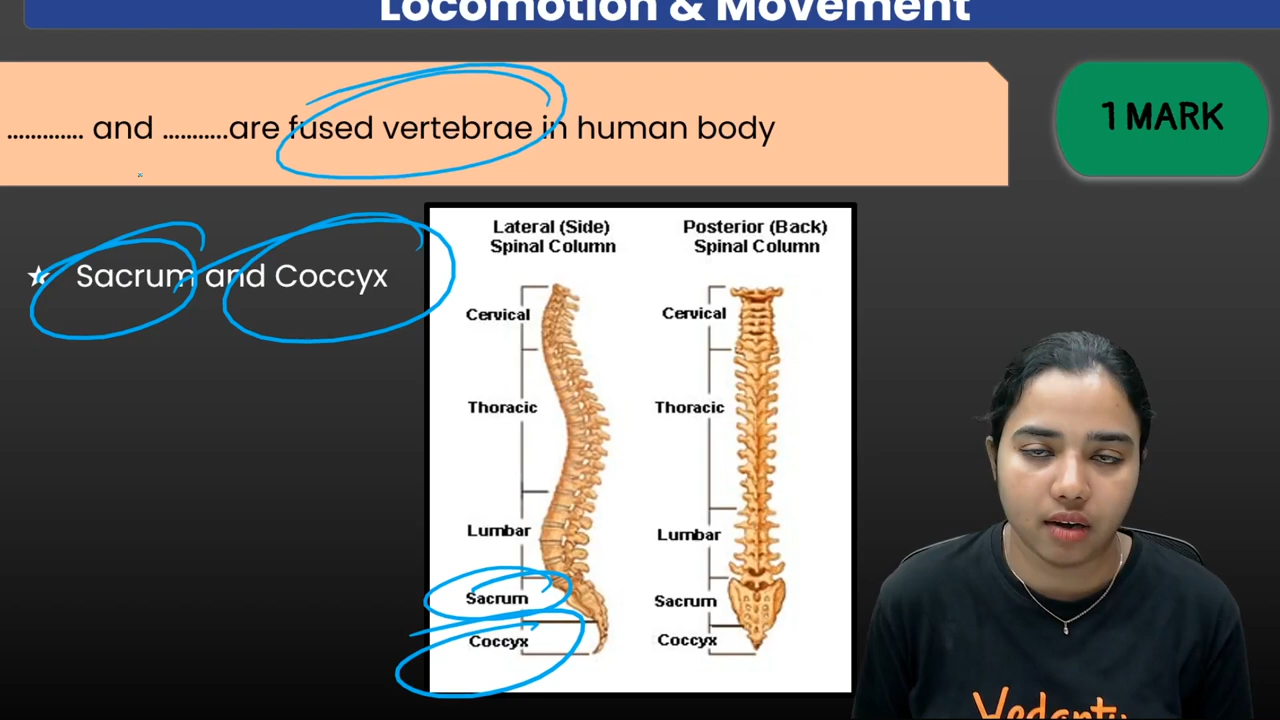 Locomotion & Movement
............. and ...........are fused vertebrae in human body
1 MARK
★ Sacrum and Coccyx
Lateral (Side)
Spinal Column
Posterior (Back)
Spinal Column
Cervical
Cervical
Thoracic
Thoracic
Lumbar
Lumbar
Sacrum
Sacrum
Coccyx
Coccyx
Vedantu